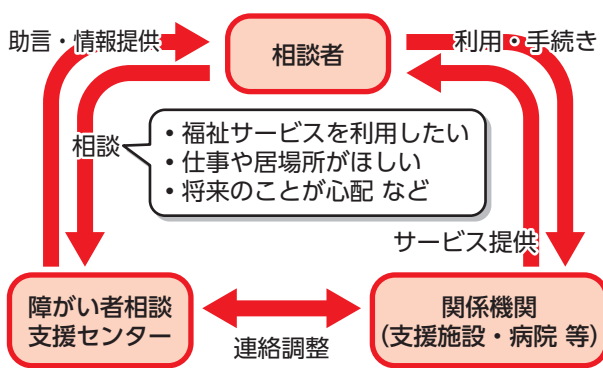 助言・情報提供
相談者
利用・手続き
相談
・福祉サービスを利用したい
・仕事や居場所がほしい
・将来のことが心配 など
サービス提供
障がい者相談
支援センター
連絡調整
関係機関
(支援施設・病院 等)